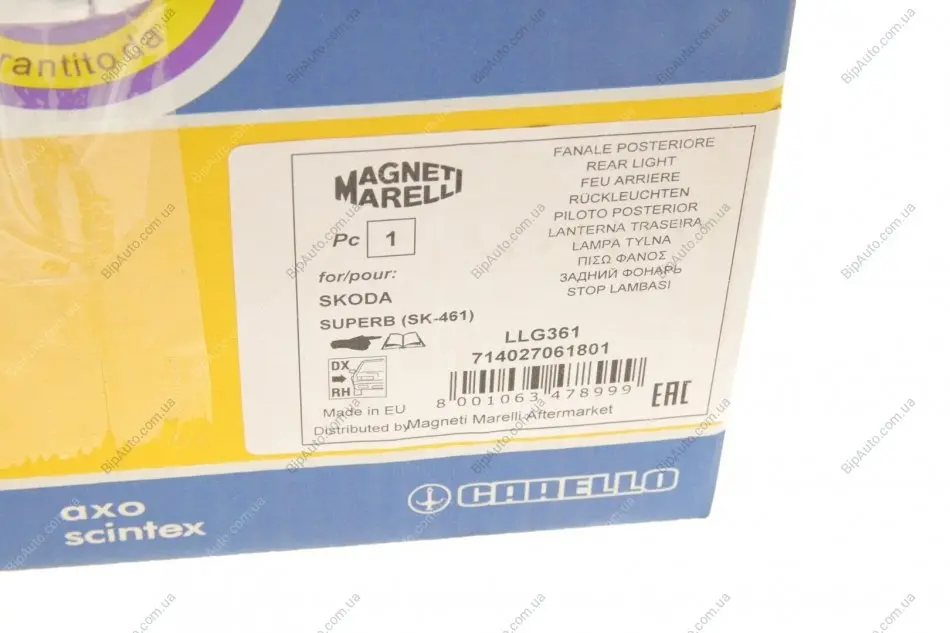 rantito da
MAGNETI
MARELLI
Pc 1
for/pour:
SKODA
SUPERB (SK-461)
DX
RH
Made in EU
Distributed by Magneti Marelli Aftermarket
FANALE POSTERIORE
REAR LIGHT
FEU ARRIERE
RÜCKLEUCHTEN
PILOTO POSTERIOR
LANTERNA TRASEIRA
LAMPA TYLNA
ΠΙΣΩ ΦΑΝΟΣ
ЗАДНИЙ ФОНАРЬ
STOP LAMBASI
LLG361
714027061801
8 001063 478999
EAC
axo
scintex
CARELLO
BipAuto.com.ua